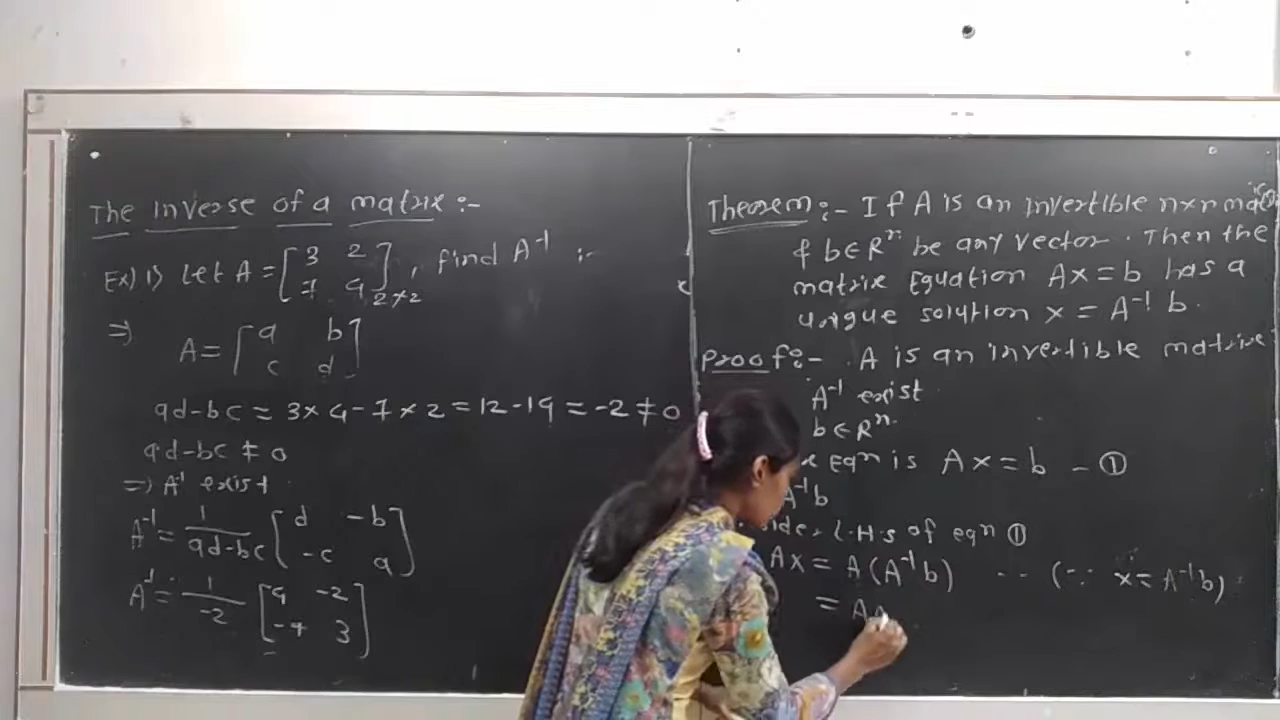 The inverse of a matrix :-
Ex) 1) Let A = [ 3 2 ; 7 4 ] 2×2 , find A⁻¹ :-
⇒ A = [ a b ; c d ]
ad-bc = 3×4-7×2 = 12-14 = -2 ≠ 0
ad-bc ≠ 0
⇒) A⁻¹ exist.
A⁻¹ = 1/ad-bc [ d -b ; -c a ]
A⁻¹ = 1/-2 [ 4 -2 ; -7 3 ]
Theorem :- If A is an invertible n×n
& b∈Rⁿ be any vector. Then the
matrix Equation Ax = b has a
unique solution x = A⁻¹ b.
Proof :- A is an invertible matrix
A⁻¹ exist
b∈Rⁿ.
Eqⁿ is Ax = b - ①
A⁻¹b
L.H.S of eqn ①
Ax = A(A⁻¹b) -- (∵ x = A⁻¹b)
= AA